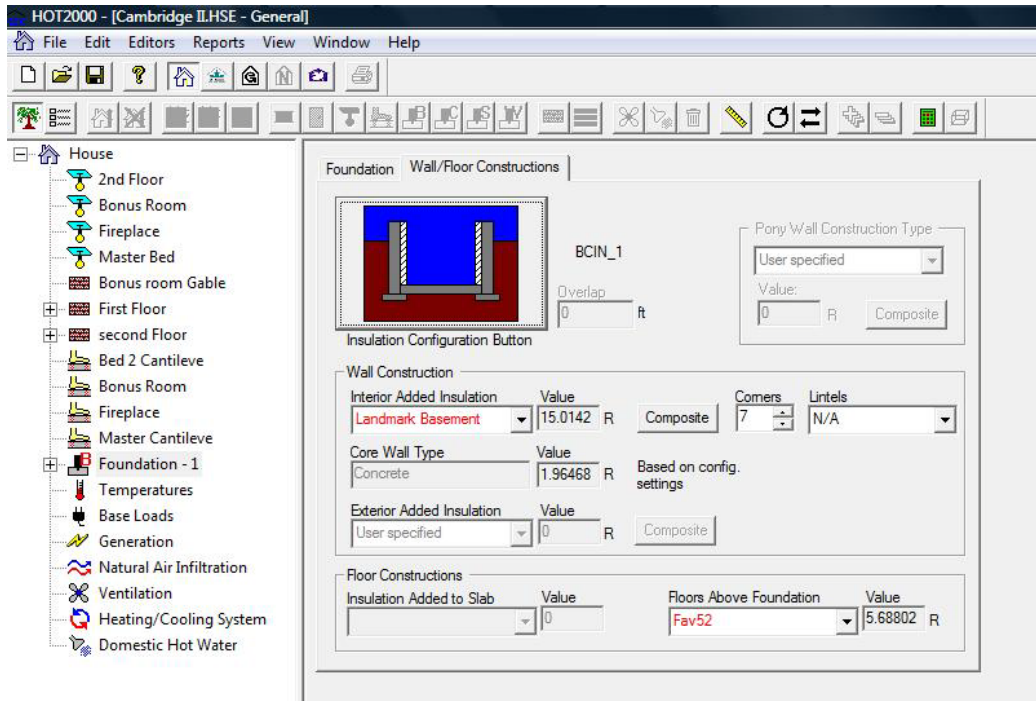 HOT2000 - [Cambridge II.HSE - General]
File Edit Editors Reports View Window Help
House
2nd Floor
Bonus Room
Fireplace
Master Bed
Bonus room Gable
First Floor
second Floor
Bed 2 Cantileve
Bonus Room
Fireplace
Master Cantileve
Foundation - 1
Temperatures
Base Loads
Generation
Natural Air Infiltration
Ventilation
Heating/Cooling System
Domestic Hot Water
Foundation Wall/Floor Constructions
BCIN_1
Overlap
0 ft
Insulation Configuration Button
Pony Wall Construction Type
User specified
Value:
0 R Composite
Wall Construction
Interior Added Insulation Value Corners Lintels
Landmark Basement 15.0142 R Composite 7 N/A
Core Wall Type Value
Concrete 1.96468 R Based on config.
settings
Exterior Added Insulation Value
User specified 0 R Composite
Floor Constructions
Insulation Added to Slab Value Floors Above Foundation Value
0 Fav52 5.68802 R